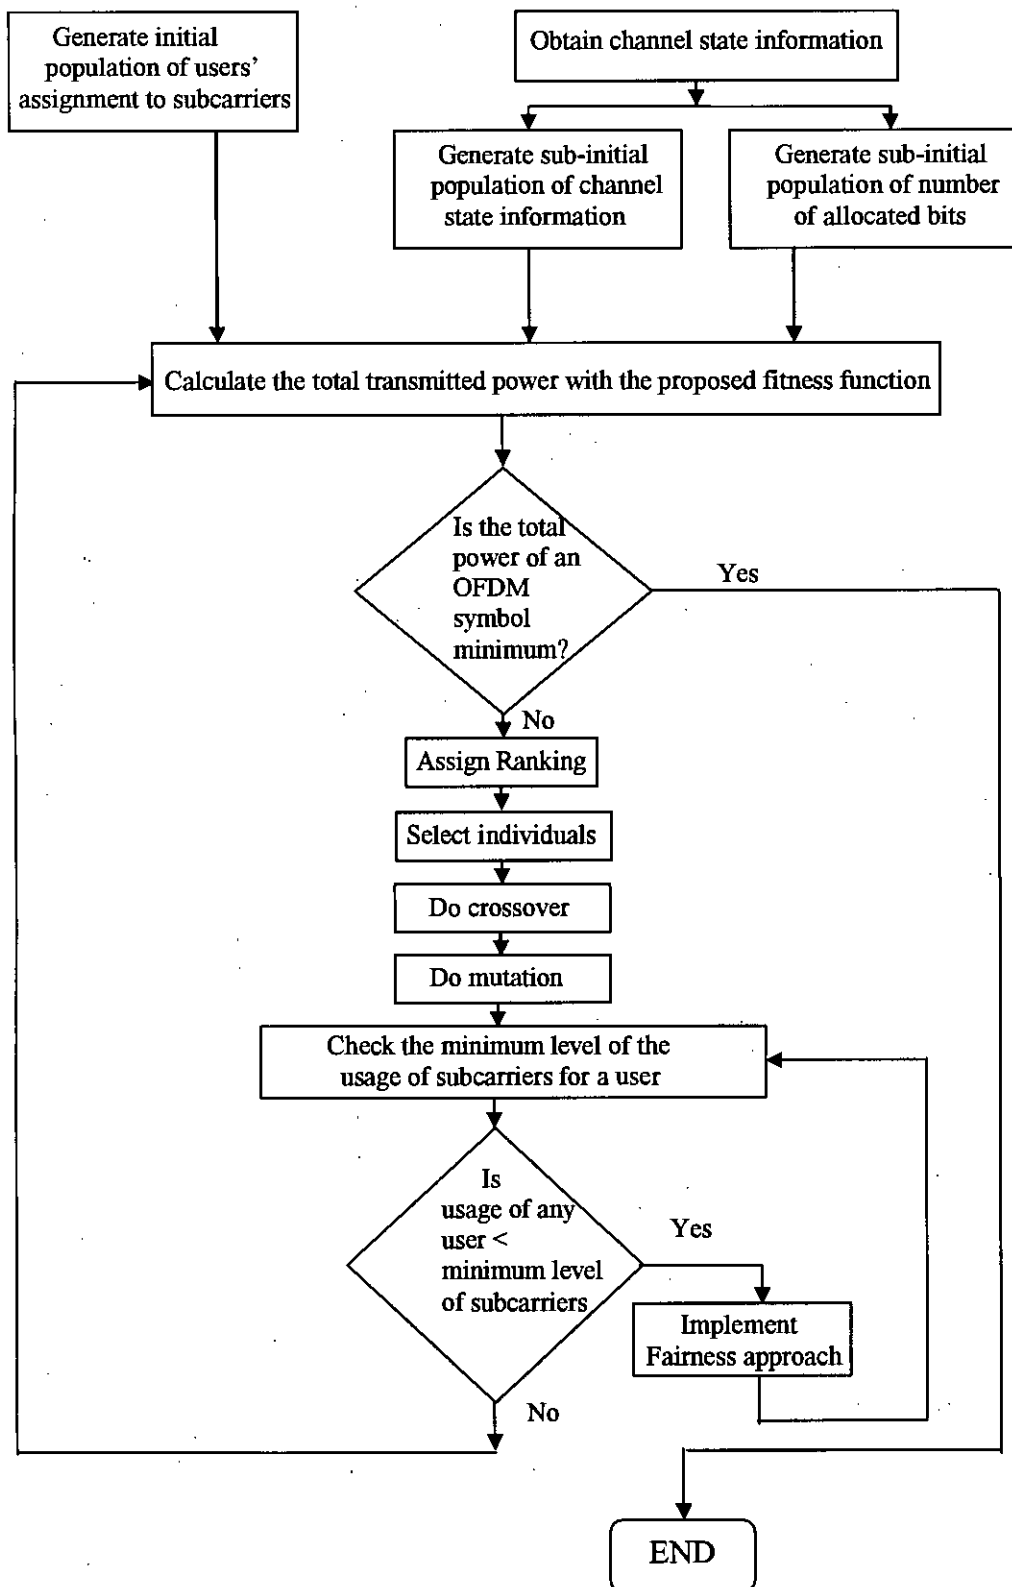 Generate initial
population of users'
assignment to subcarriers
Obtain channel state information
Generate sub-initial
population of channel
state information
Generate sub-initial
population of number
of allocated bits
Calculate the total transmitted power with the proposed fitness function
Is the total
power of an
OFDM
symbol
minimum?
Yes
No
Assign Ranking
Select individuals
Do crossover
Do mutation
Check the minimum level of the
usage of subcarriers for a user
Is
usage of any
user <
minimum level
of subcarriers
Yes
Implement
Fairness approach
No
END